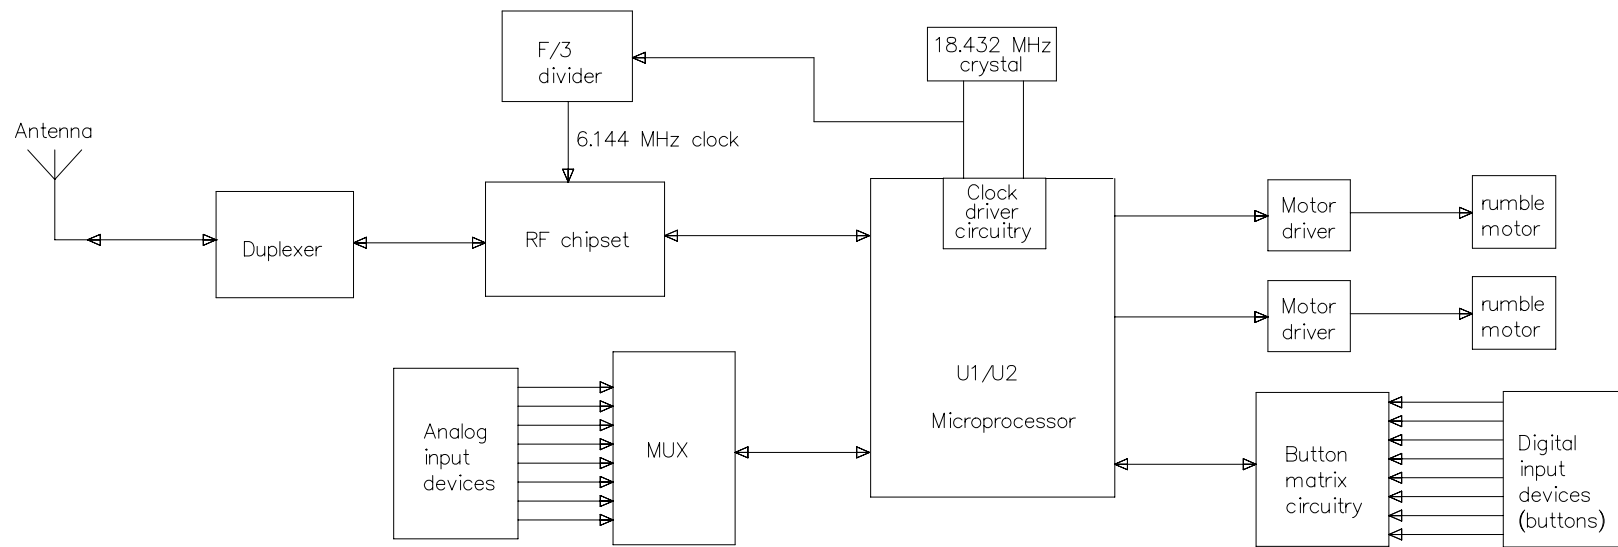 F/3
divider
18.432 MHz
crystal
Antenna
6.144 MHz clock
Duplexer
RF chipset
Clock
driver
circuitry
Motor
driver
rumble
motor
Motor
driver
rumble
motor
U1/U2
Microprocessor
Analog
input
devices
MUX
Button
matrix
circuitry
Digital
input
devices
(buttons)